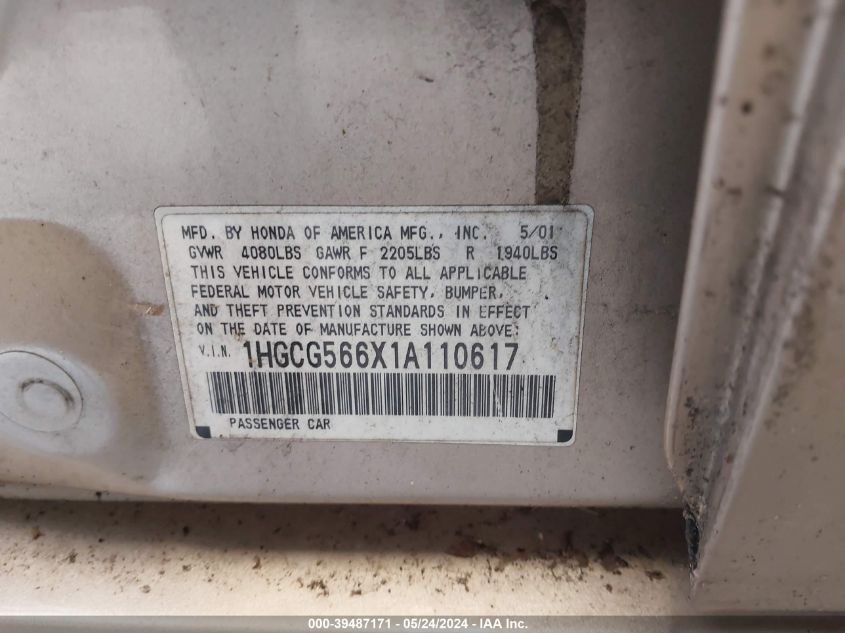 MFD. BY HONDA OF AMERICA MFG., INC. 5/01
GVWR 4080LBS GAWR F 2205LBS R 1940LBS
THIS VEHICLE CONFORMS TO ALL APPLICABLE
FEDERAL MOTOR VEHICLE SAFETY, BUMPER,
AND THEFT PREVENTION STANDARDS IN EFFECT
ON THE DATE OF MANUFACTURE SHOWN ABOVE:
V.I.N. 1HGCG566X1A110617
PASSENGER CAR
000-39487171 - 05/24/2024 - IAA Inc.